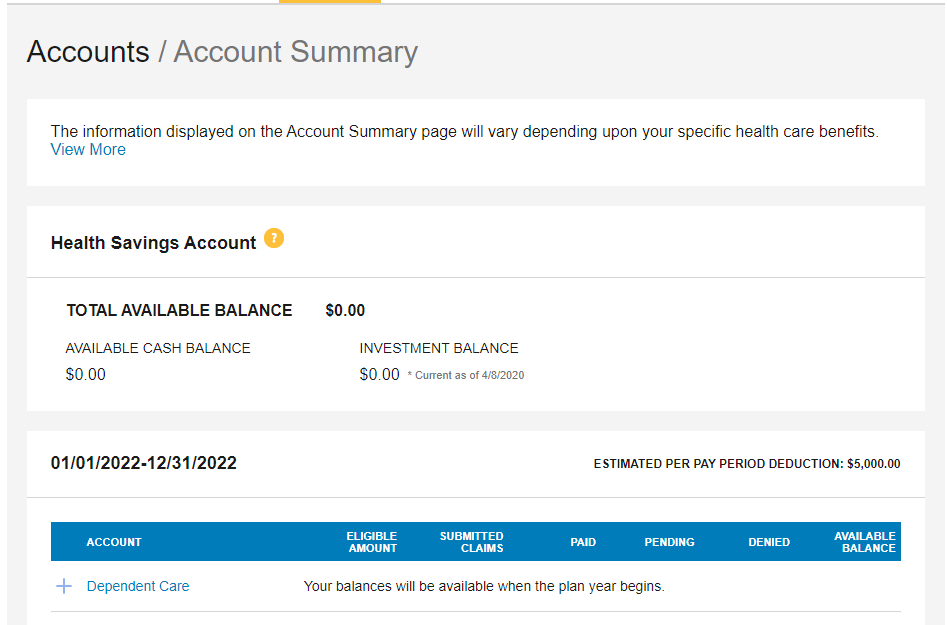 Accounts / Account Summary
The information displayed on the Account Summary page will vary depending upon your specific health care benefits.
View More
Health Savings Account ?
TOTAL AVAILABLE BALANCE $0.00
AVAILABLE CASH BALANCE INVESTMENT BALANCE
$0.00 $0.00 * Current as of 4/8/2020
01/01/2022-12/31/2022 ESTIMATED PER PAY PERIOD DEDUCTION: $5,000.00
ACCOUNT ELIGIBLE AMOUNT SUBMITTED CLAIMS PAID PENDING DENIED AVAILABLE BALANCE
+ Dependent Care Your balances will be available when the plan year begins.